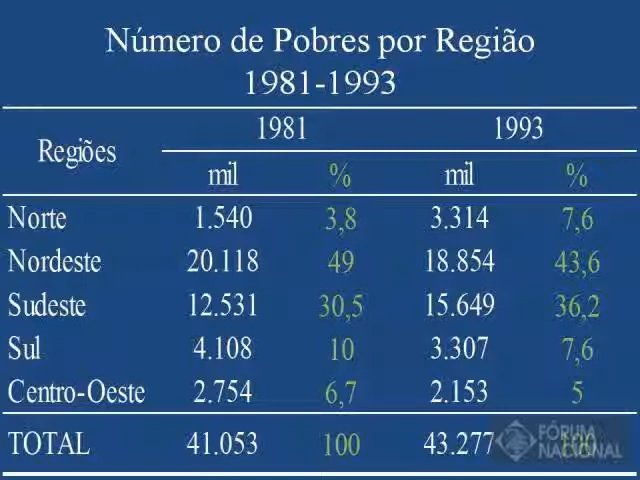 Número de Pobres por Região
1981-1993
Regiões 1981 1993
mil % mil %
Norte 1.540 3,8 3.314 7,6
Nordeste 20.118 49 18.854 43,6
Sudeste 12.531 30,5 15.649 36,2
Sul 4.108 10 3.307 7,6
Centro-Oeste 2.754 6,7 2.153 5
TOTAL 41.053 100 43.277 100
FÓRUM
NACIONAL